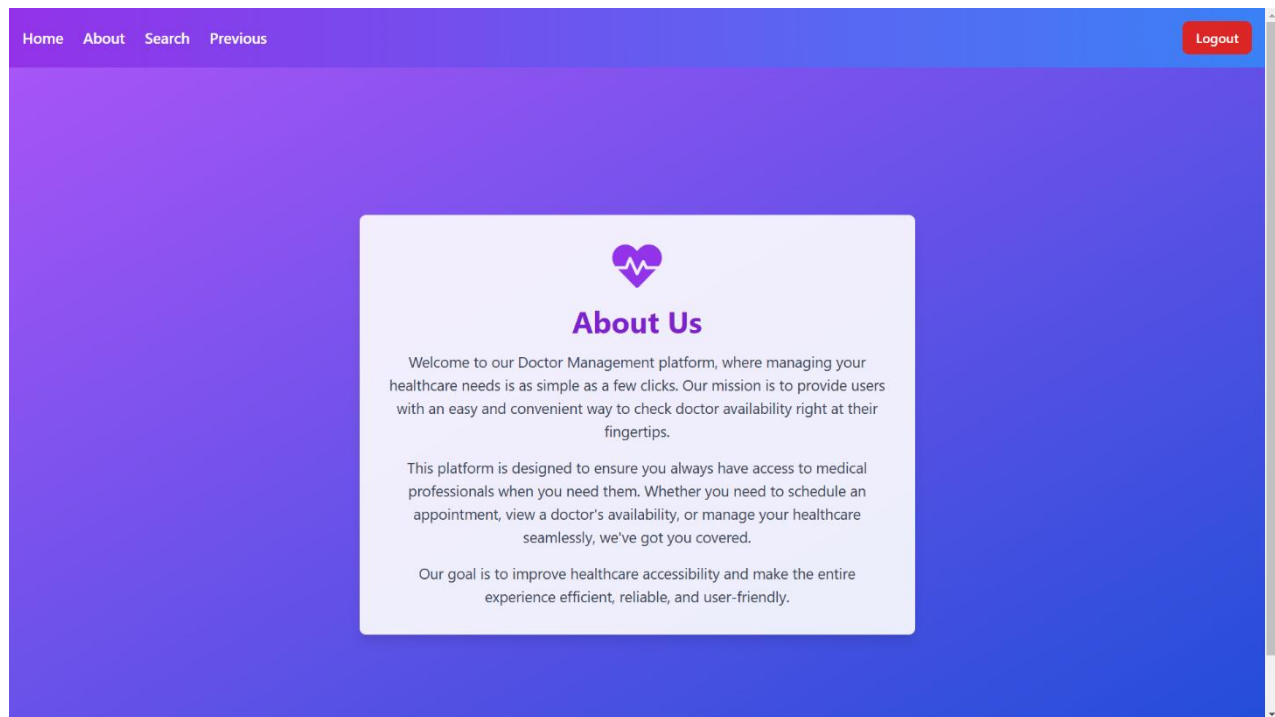 Home About Search Previous Logout
About Us
Welcome to our Doctor Management platform, where managing your
healthcare needs is as simple as a few clicks. Our mission is to provide users
with an easy and convenient way to check doctor availability right at their
fingertips.
This platform is designed to ensure you always have access to medical
professionals when you need them. Whether you need to schedule an
appointment, view a doctor's availability, or manage your healthcare
seamlessly, we've got you covered.
Our goal is to improve healthcare accessibility and make the entire
experience efficient, reliable, and user-friendly.